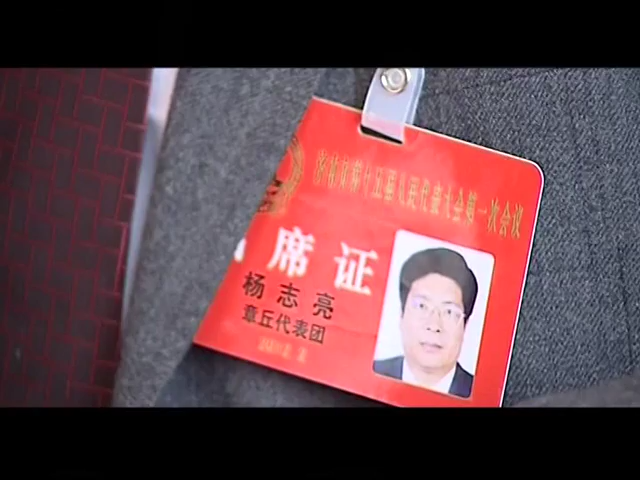 济南市第十五届人民代表大会第一次会议
席证
杨志亮
章丘代表团